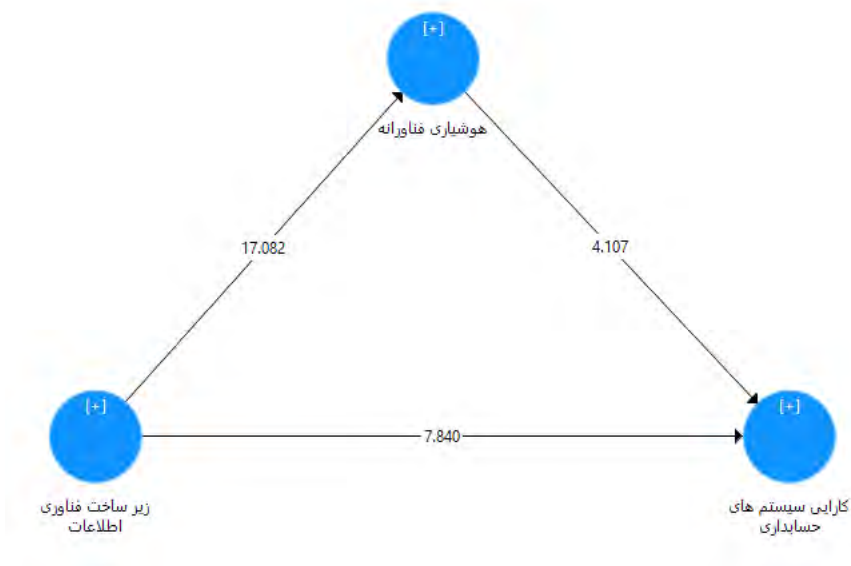 [+]
هوشیاری فناورانه
17.082
4.107
[+]
[+]
7.840
زیر ساخت فناوری
اطلاعات
کارایی سیستم های
حسابداری